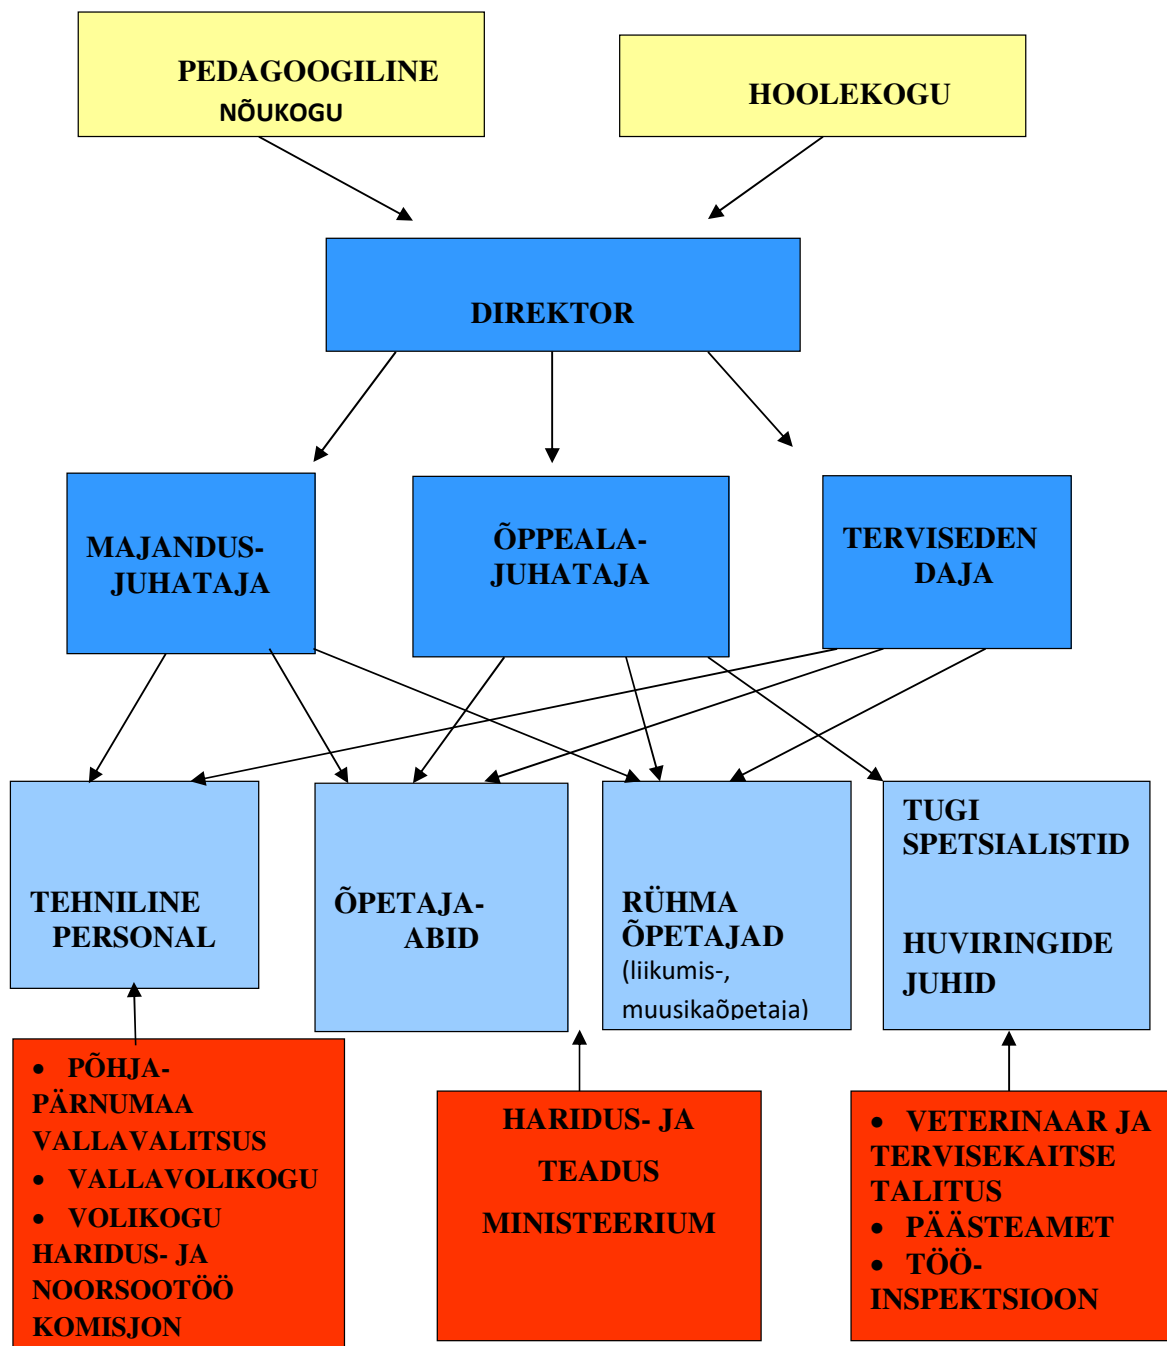 PEDAGOOGILINE
NÕUKOGU
HOOLEKOGU
DIREKTOR
MAJANDUS-
JUHATAJA
ÕPPEALA-
JUHATAJA
TERVISEDEN
DAJA
TEHNILINE
PERSONAL
ÕPETAJA-
ABID
RÜHMA
ÕPETAJAD
(liikumis-,
muusikaõpetaja)
TUGI
SPETSIALISTID
HUVIRINGIDE
JUHID
• PÕHJA-
PÄRNUMAA
VALLAVALITSUS
• VALLAVOLIKOGU
• VOLIKOGU
HARIDUS- JA
NOORSOOTÖÖ
KOMISJON
HARIDUS- JA
TEADUS
MINISTEERIUM
• VETERINAAR JA
TERVISEKAITSE
TALITUS
• PÄÄSTEAMET
• TÖÖ-
INSPEKTSIOON